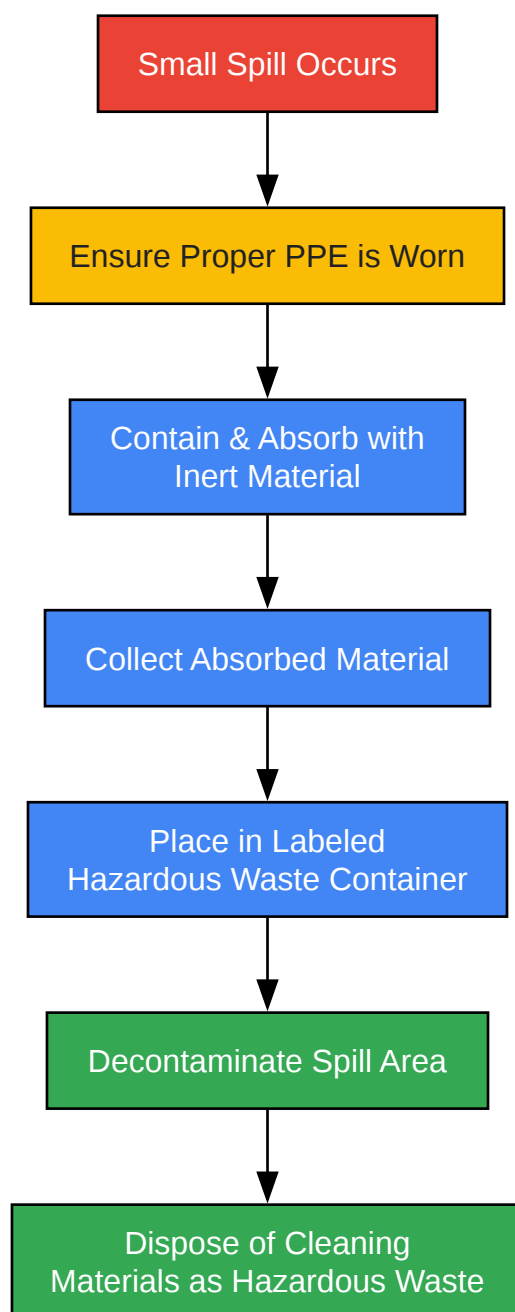 Small Spill Occurs
Ensure Proper PPE is Worn
Contain & Absorb with
Inert Material
Collect Absorbed Material
Place in Labeled
Hazardous Waste Container
Decontaminate Spill Area
Dispose of Cleaning
Materials as Hazardous Waste